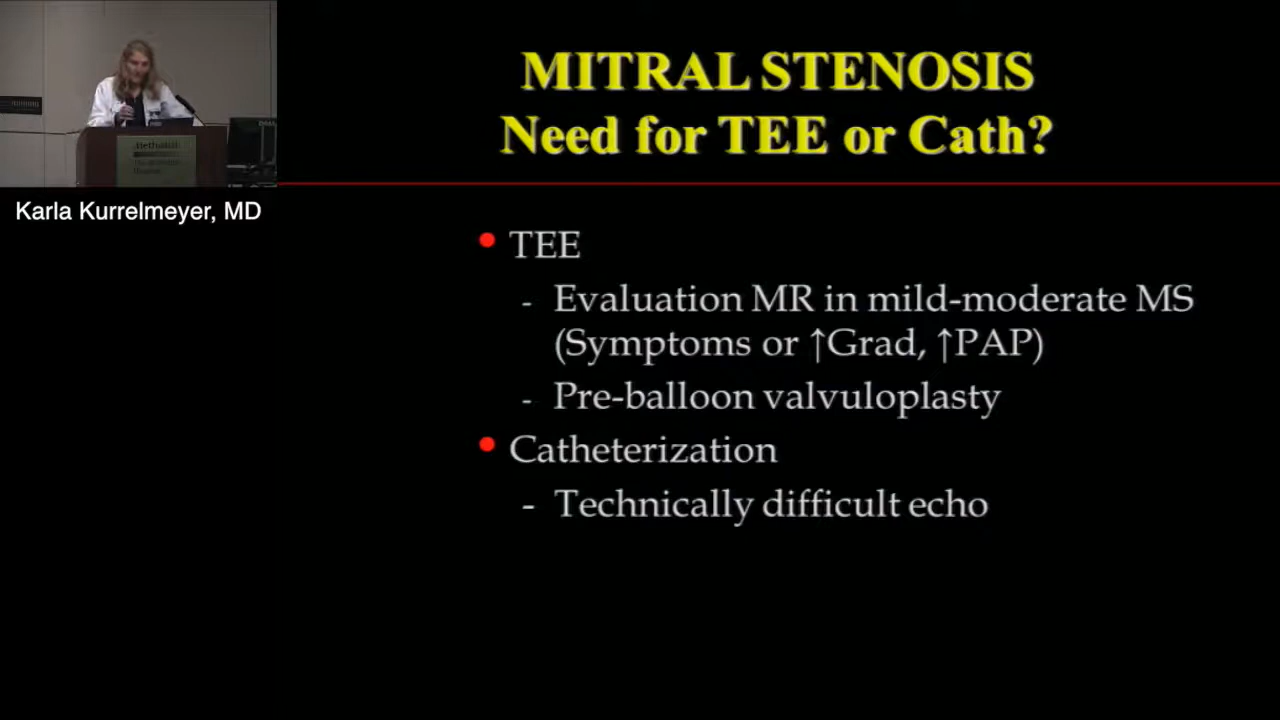 MITRAL STENOSIS
Need for TEE or Cath?
Karla Kurrelmeyer, MD
• TEE
- Evaluation MR in mild-moderate MS
(Symptoms or ↑Grad, ↑PAP)
- Pre-balloon valvuloplasty
• Catheterization
- Technically difficult echo